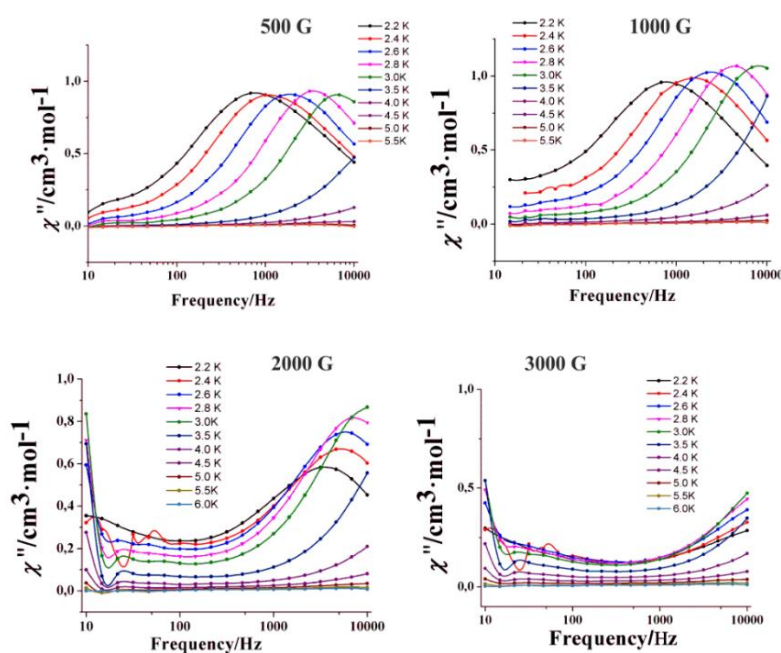 500 G
2.2 K
2.4 K
2.6 K
2.8 K
3.0K
3.5 K
4.0 K
4.5 K
5.0 K
5.5K
χ "/cm³·mol⁻¹
1,0
0,5
0,0
10 100 1000 10000
Frequency/Hz
1000 G
2.2 K
2.4 K
2.6 K
2.8 K
3.0K
3.5 K
4.0 K
4.5 K
5.0 K
5.5K
χ "/cm³·mol⁻¹
1,0
0,5
0,0
10 100 1000 10000
Frequency/Hz
2000 G
2.2 K
2.4 K
2.6 K
2.8 K
3.0K
3.5 K
4.0 K
4.5 K
5.0 K
5.5K
6.0K
χ "/cm³·mol⁻¹
1,0
0,8
0,6
0,4
0,2
0,0
10 100 1000 10000
Frequency/Hz
3000 G
2.2 K
2.4 K
2.6 K
2.8 K
3.0K
3.5 K
4.0 K
4.5 K
5.0 K
5.5K
6.0K
χ "/cm³·mol⁻¹
1,0
0,5
0,0
10 100 1000 10000
Frequency/Hz